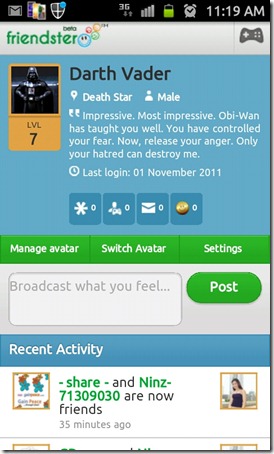 3G
11:19 AM
friendster
beta
Darth Vader
LVL
7
Death Star Male
Impressive. Most impressive. Obi-Wan
has taught you well. You have controlled
your fear. Now, release your anger. Only
your hatred can destroy me.
Last login: 01 November 2011
0 0 0 0
Manage avatar Switch Avatar Settings
Broadcast what you feel...
Post
Recent Activity
- share - and Ninz-
71309030 are now
friends
35 minutes ago